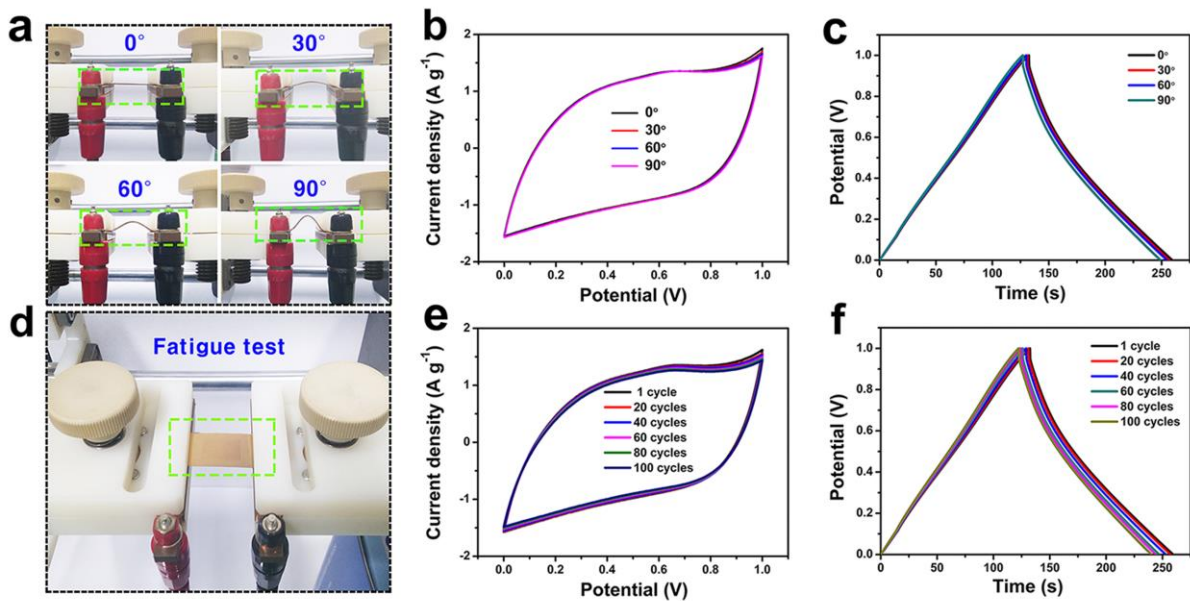 a
0°
30°
60°
90°
b
Current density (A g⁻¹)
2
1
0
-1
-2
0°
30°
60°
90°
0.0
0.2
0.4
0.6
0.8
1.0
Potential (V)
c
Potential (V)
1.0
0.8
0.6
0.4
0.2
0.0
0°
30°
60°
90°
0
50
100
150
200
250
Time (s)
d
Fatigue test
e
Current density (A g⁻¹)
2
1
0
-1
-2
1 cycle
20 cycles
40 cycles
60 cycles
80 cycles
100 cycles
0.0
0.2
0.4
0.6
0.8
1.0
Potential (V)
f
Potential (V)
1.0
0.8
0.6
0.4
0.2
0.0
1 cycle
20 cycles
40 cycles
60 cycles
80 cycles
100 cycles
0
50
100
150
200
250
Time (s)